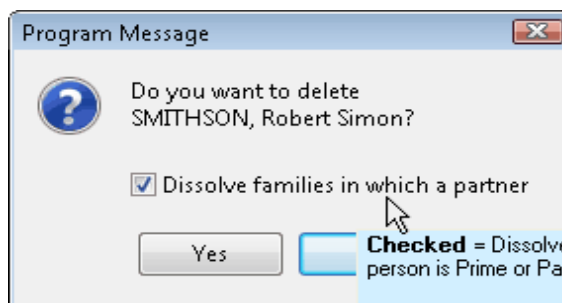 Program Message
Do you want to delete
SMITHSON, Robert Simon?
Dissolve families in which a partner
Yes
Checked = Dissolve
person is Prime or Pa